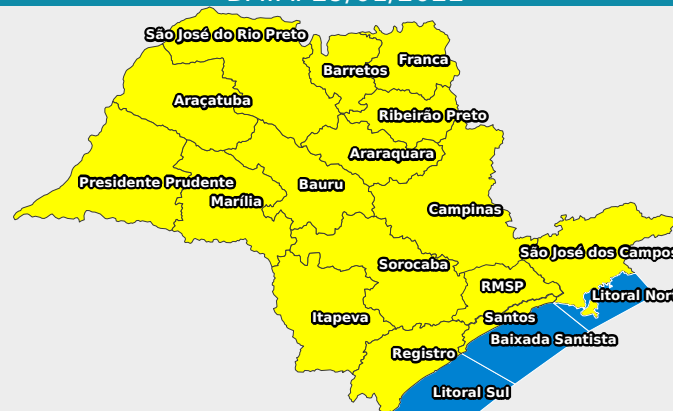 São José do Rio Preto
Franca
Barretos
Araçatuba
Ribeirão Preto
Araraquara
Presidente Prudente
Bauru
Marília
Campinas
São José dos Campos
Sorocaba
RMSP
Litoral Nort
Itapeva
Santos
Baixada Santista
Registro
Litoral Sul